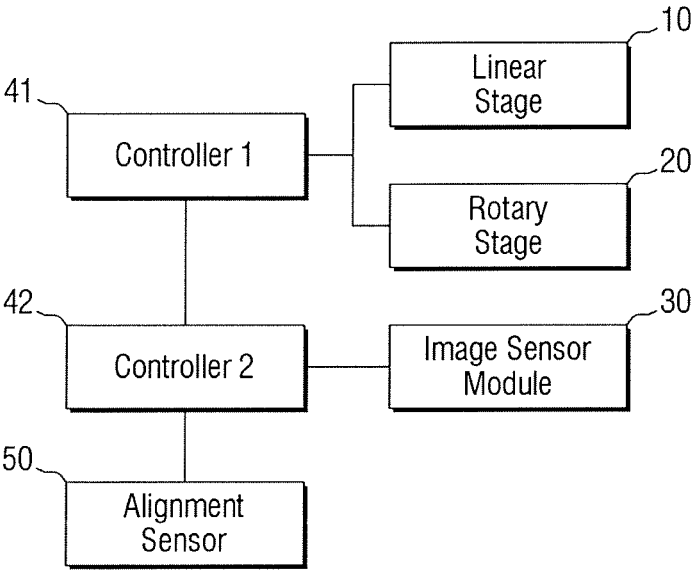 10
Linear
Stage
41
Controller 1
20
Rotary
Stage
42
Controller 2
30
Image Sensor
Module
50
Alignment
Sensor